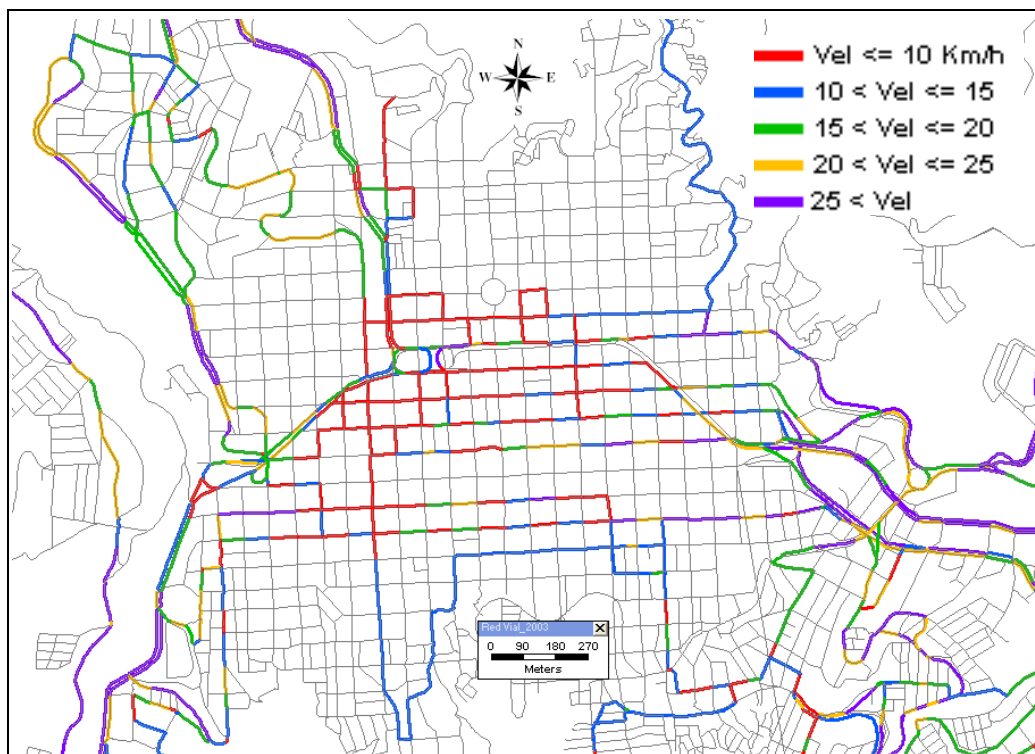 N
W E
S
Vel <= 10 Km/h
10 < Vel <= 15
15 < Vel <= 20
20 < Vel <= 25
25 < Vel
Red Vial_2003
0 90 180 270
Meters